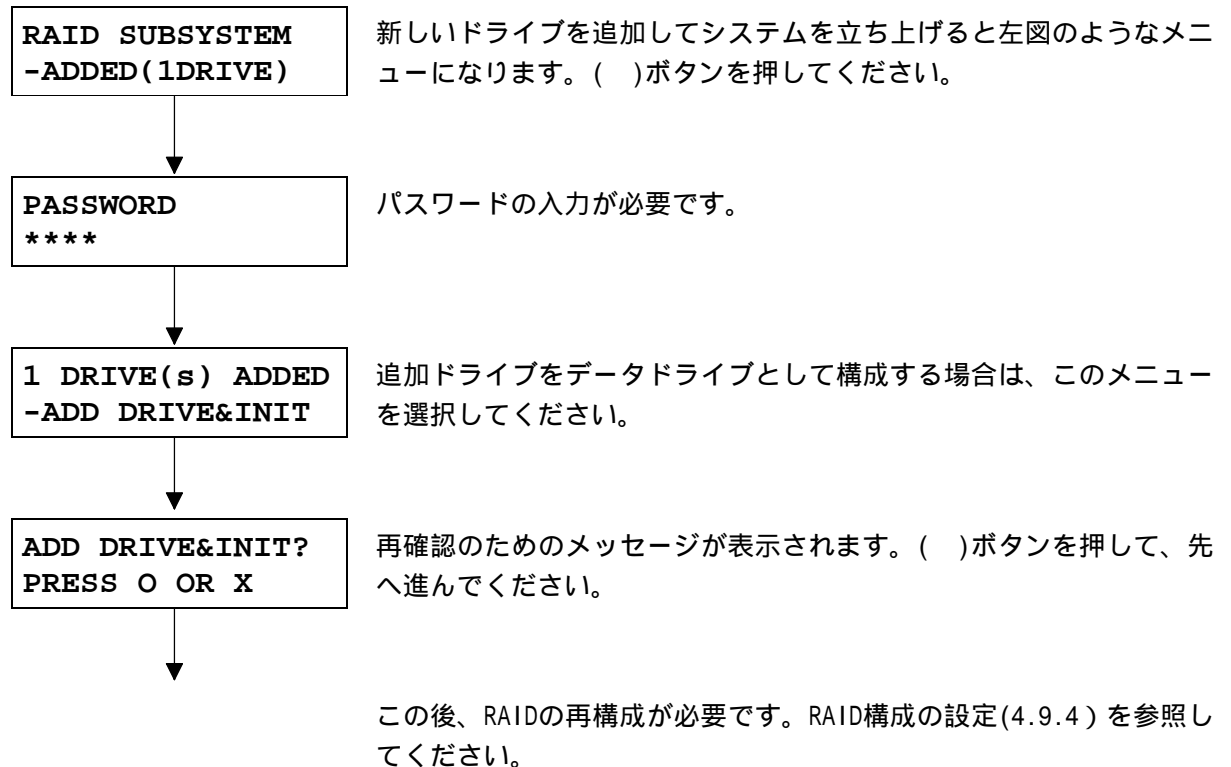 RAID SUBSYSTEM
-ADDED(1DRIVE)
新しいドライブを追加してシステムを立ち上げると左図のようなメニ
ューになります。(　)ボタンを押してください。
PASSWORD
****
パスワードの入力が必要です。
1 DRIVE(s) ADDED
-ADD DRIVE&INIT
追加ドライブをデータドライブとして構成する場合は、このメニュー
を選択してください。
ADD DRIVE&INIT?
PRESS O OR X
再確認のためのメッセージが表示されます。(　)ボタンを押して、先
へ進んでください。
この後、RAIDの再構成が必要です。RAID構成の設定(4.9.4）を参照し
てください。